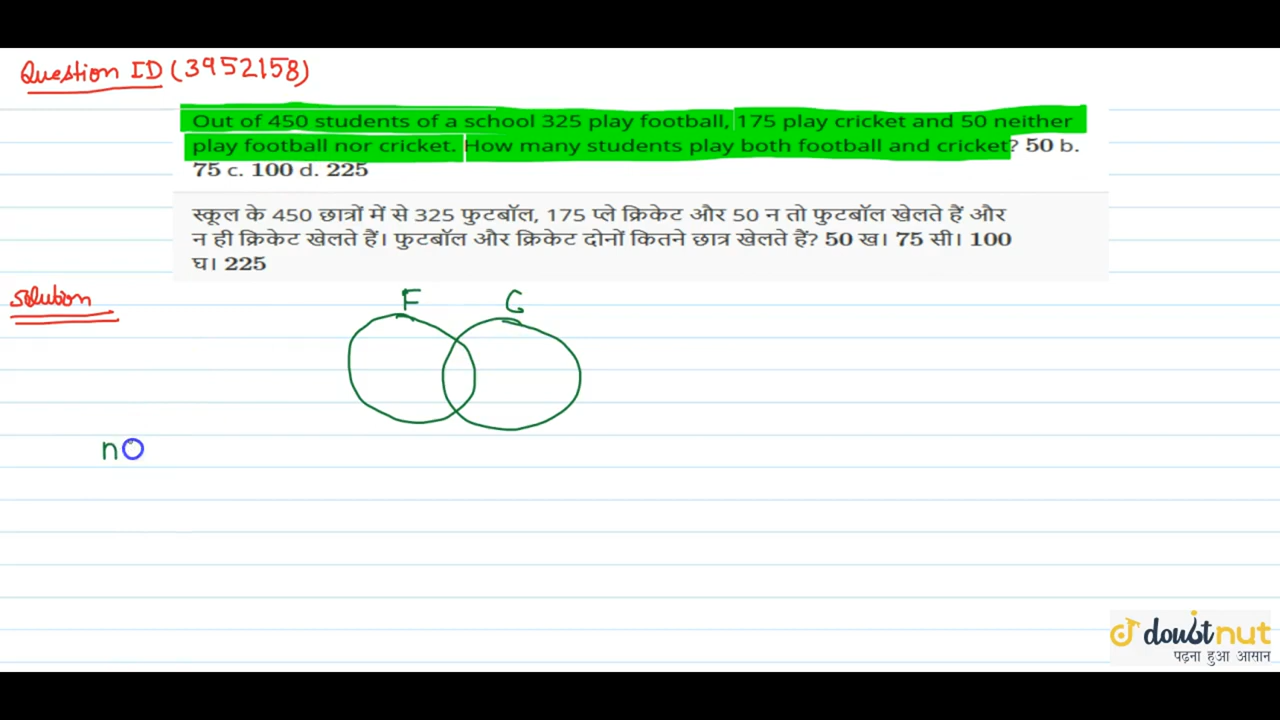 Question ID (3952158)
Out of 450 students of a school 325 play football, 175 play cricket and 50 neither
play football nor cricket. How many students play both football and cricket? 50 b.
75 c. 100 d. 225
स्कूल के 450 छात्रों में से 325 फुटबॉल, 175 प्ले क्रिकेट और 50 न तो फुटबॉल खेलते हैं और
न ही क्रिकेट खेलते हैं। फुटबॉल और क्रिकेट दोनों कितने छात्र खेलते हैं? 50 ख। 75 सी। 100
घ। 225
Solution
F C
n
doubtnut
पढ़ना हुआ आसान